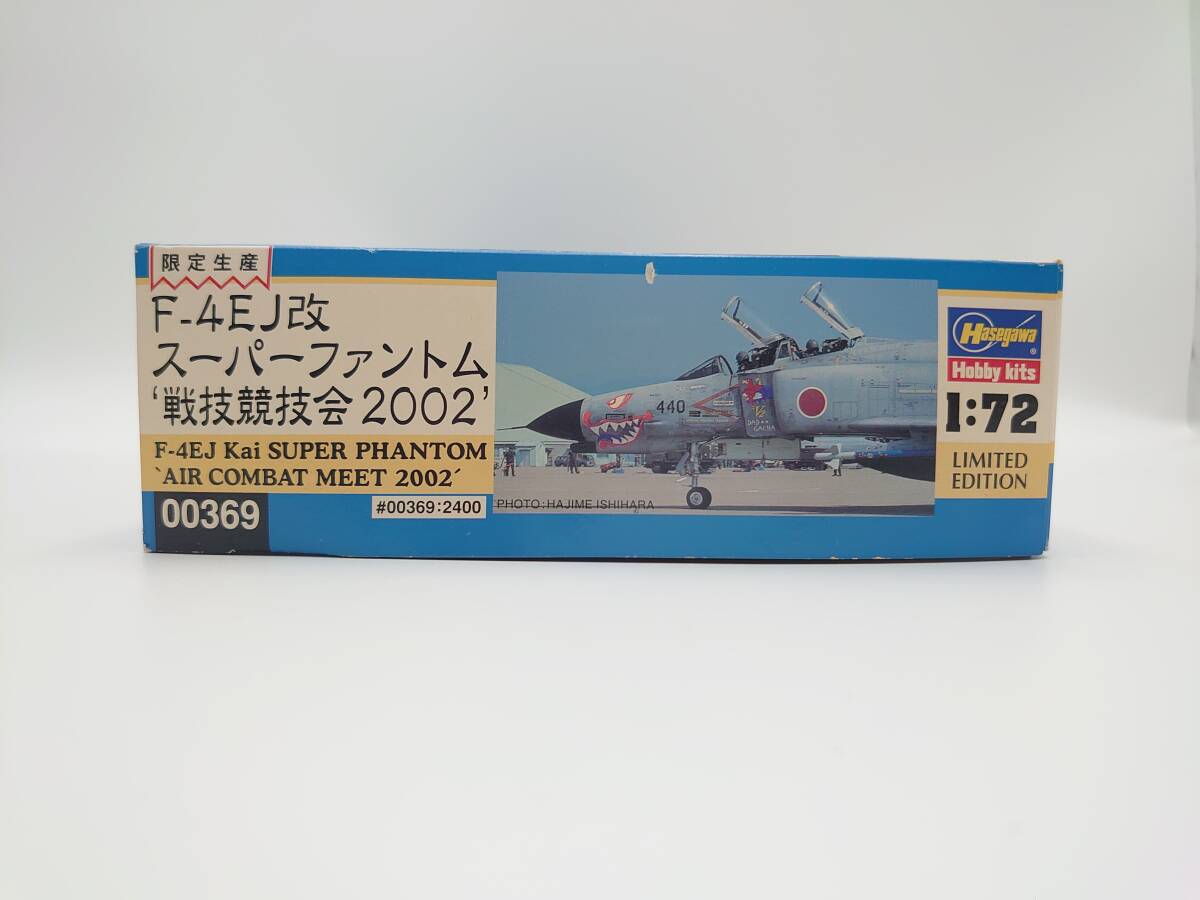 限定生産
F-4EJ改
スーパーファントム
‘戦技競技会 2002’
F-4EJ Kai SUPER PHANTOM
`AIR COMBAT MEET 2002´
00369
#00369:2400
PHOTO:HAJIME ISHIHARA
440
DAD..
GACHA
Hasegawa
®
Hobby kits
1:72
LIMITED
EDITION